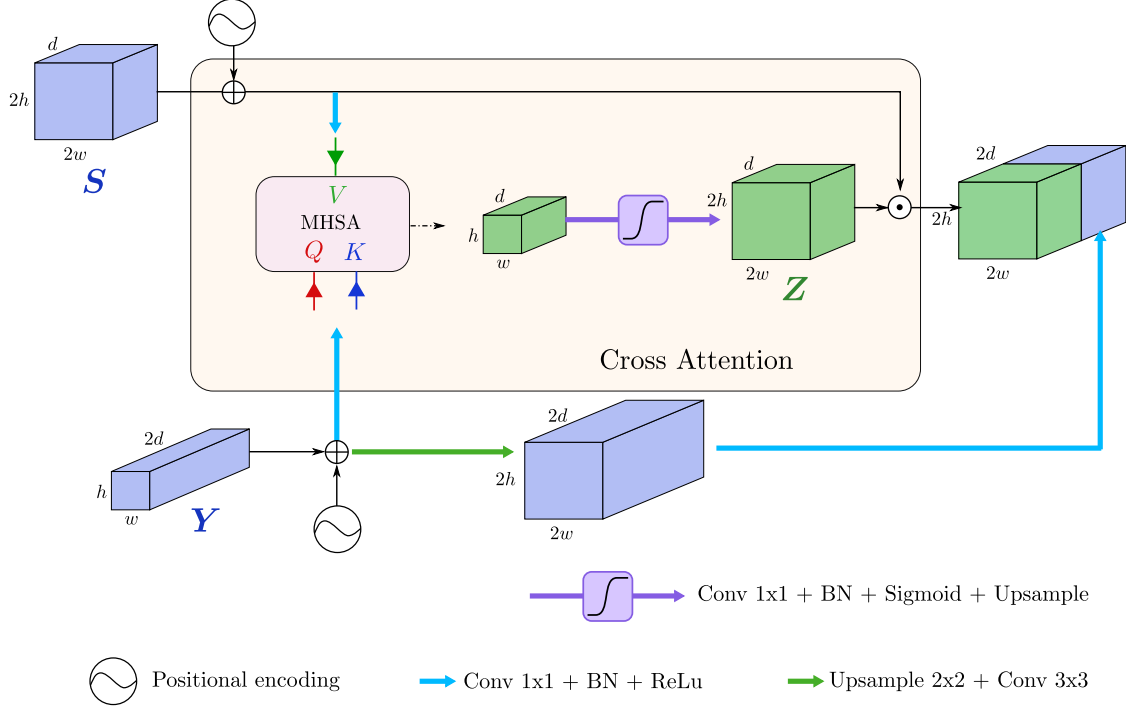 d
2h
2w
S
V
MHSA
Q K
d
h
w
d
2h
2w
Z
2d
2h
2w
Cross Attention
2d
h
w
Y
2d
2h
2w
Conv 1x1 + BN + Sigmoid + Upsample
Positional encoding
Conv 1x1 + BN + ReLu
Upsample 2x2 + Conv 3x3